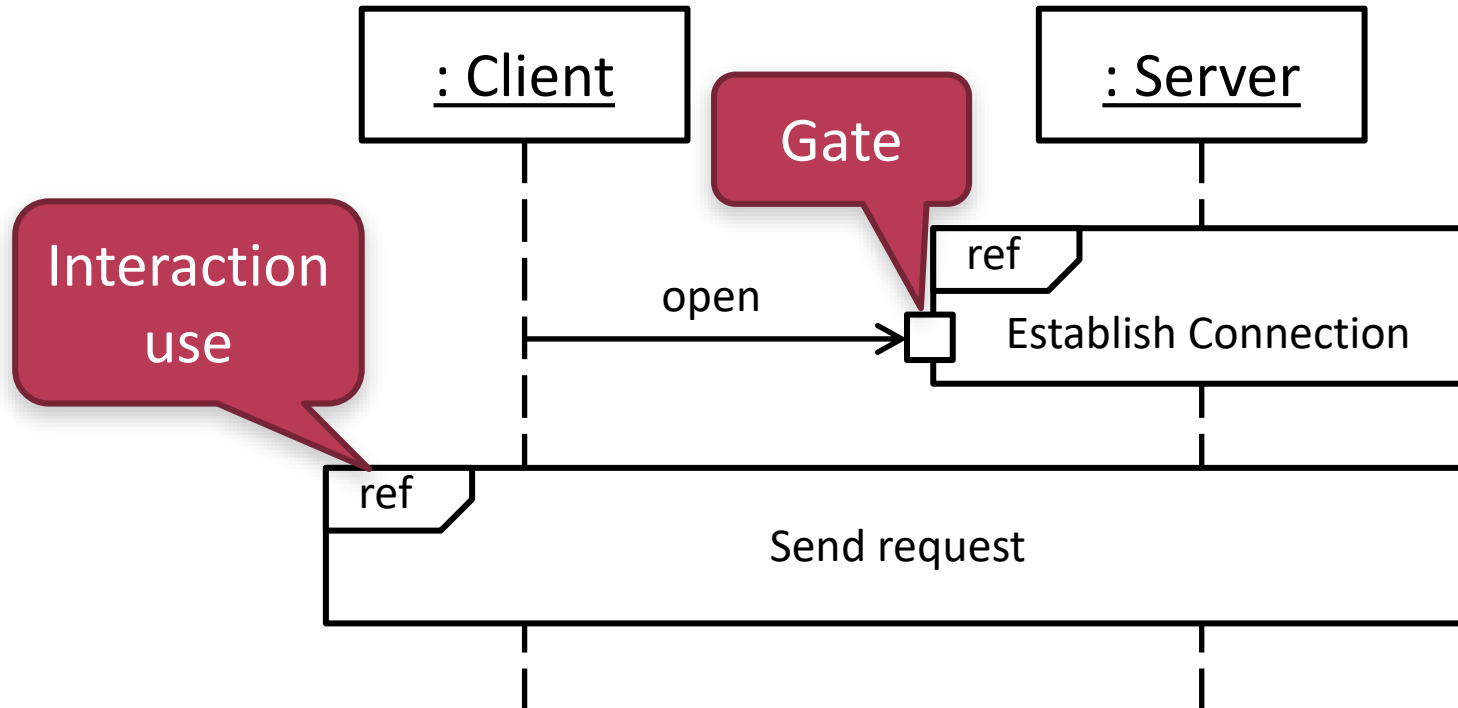 : Client
: Server
Gate
Interaction
use
ref
open
Establish Connection
ref
Send request